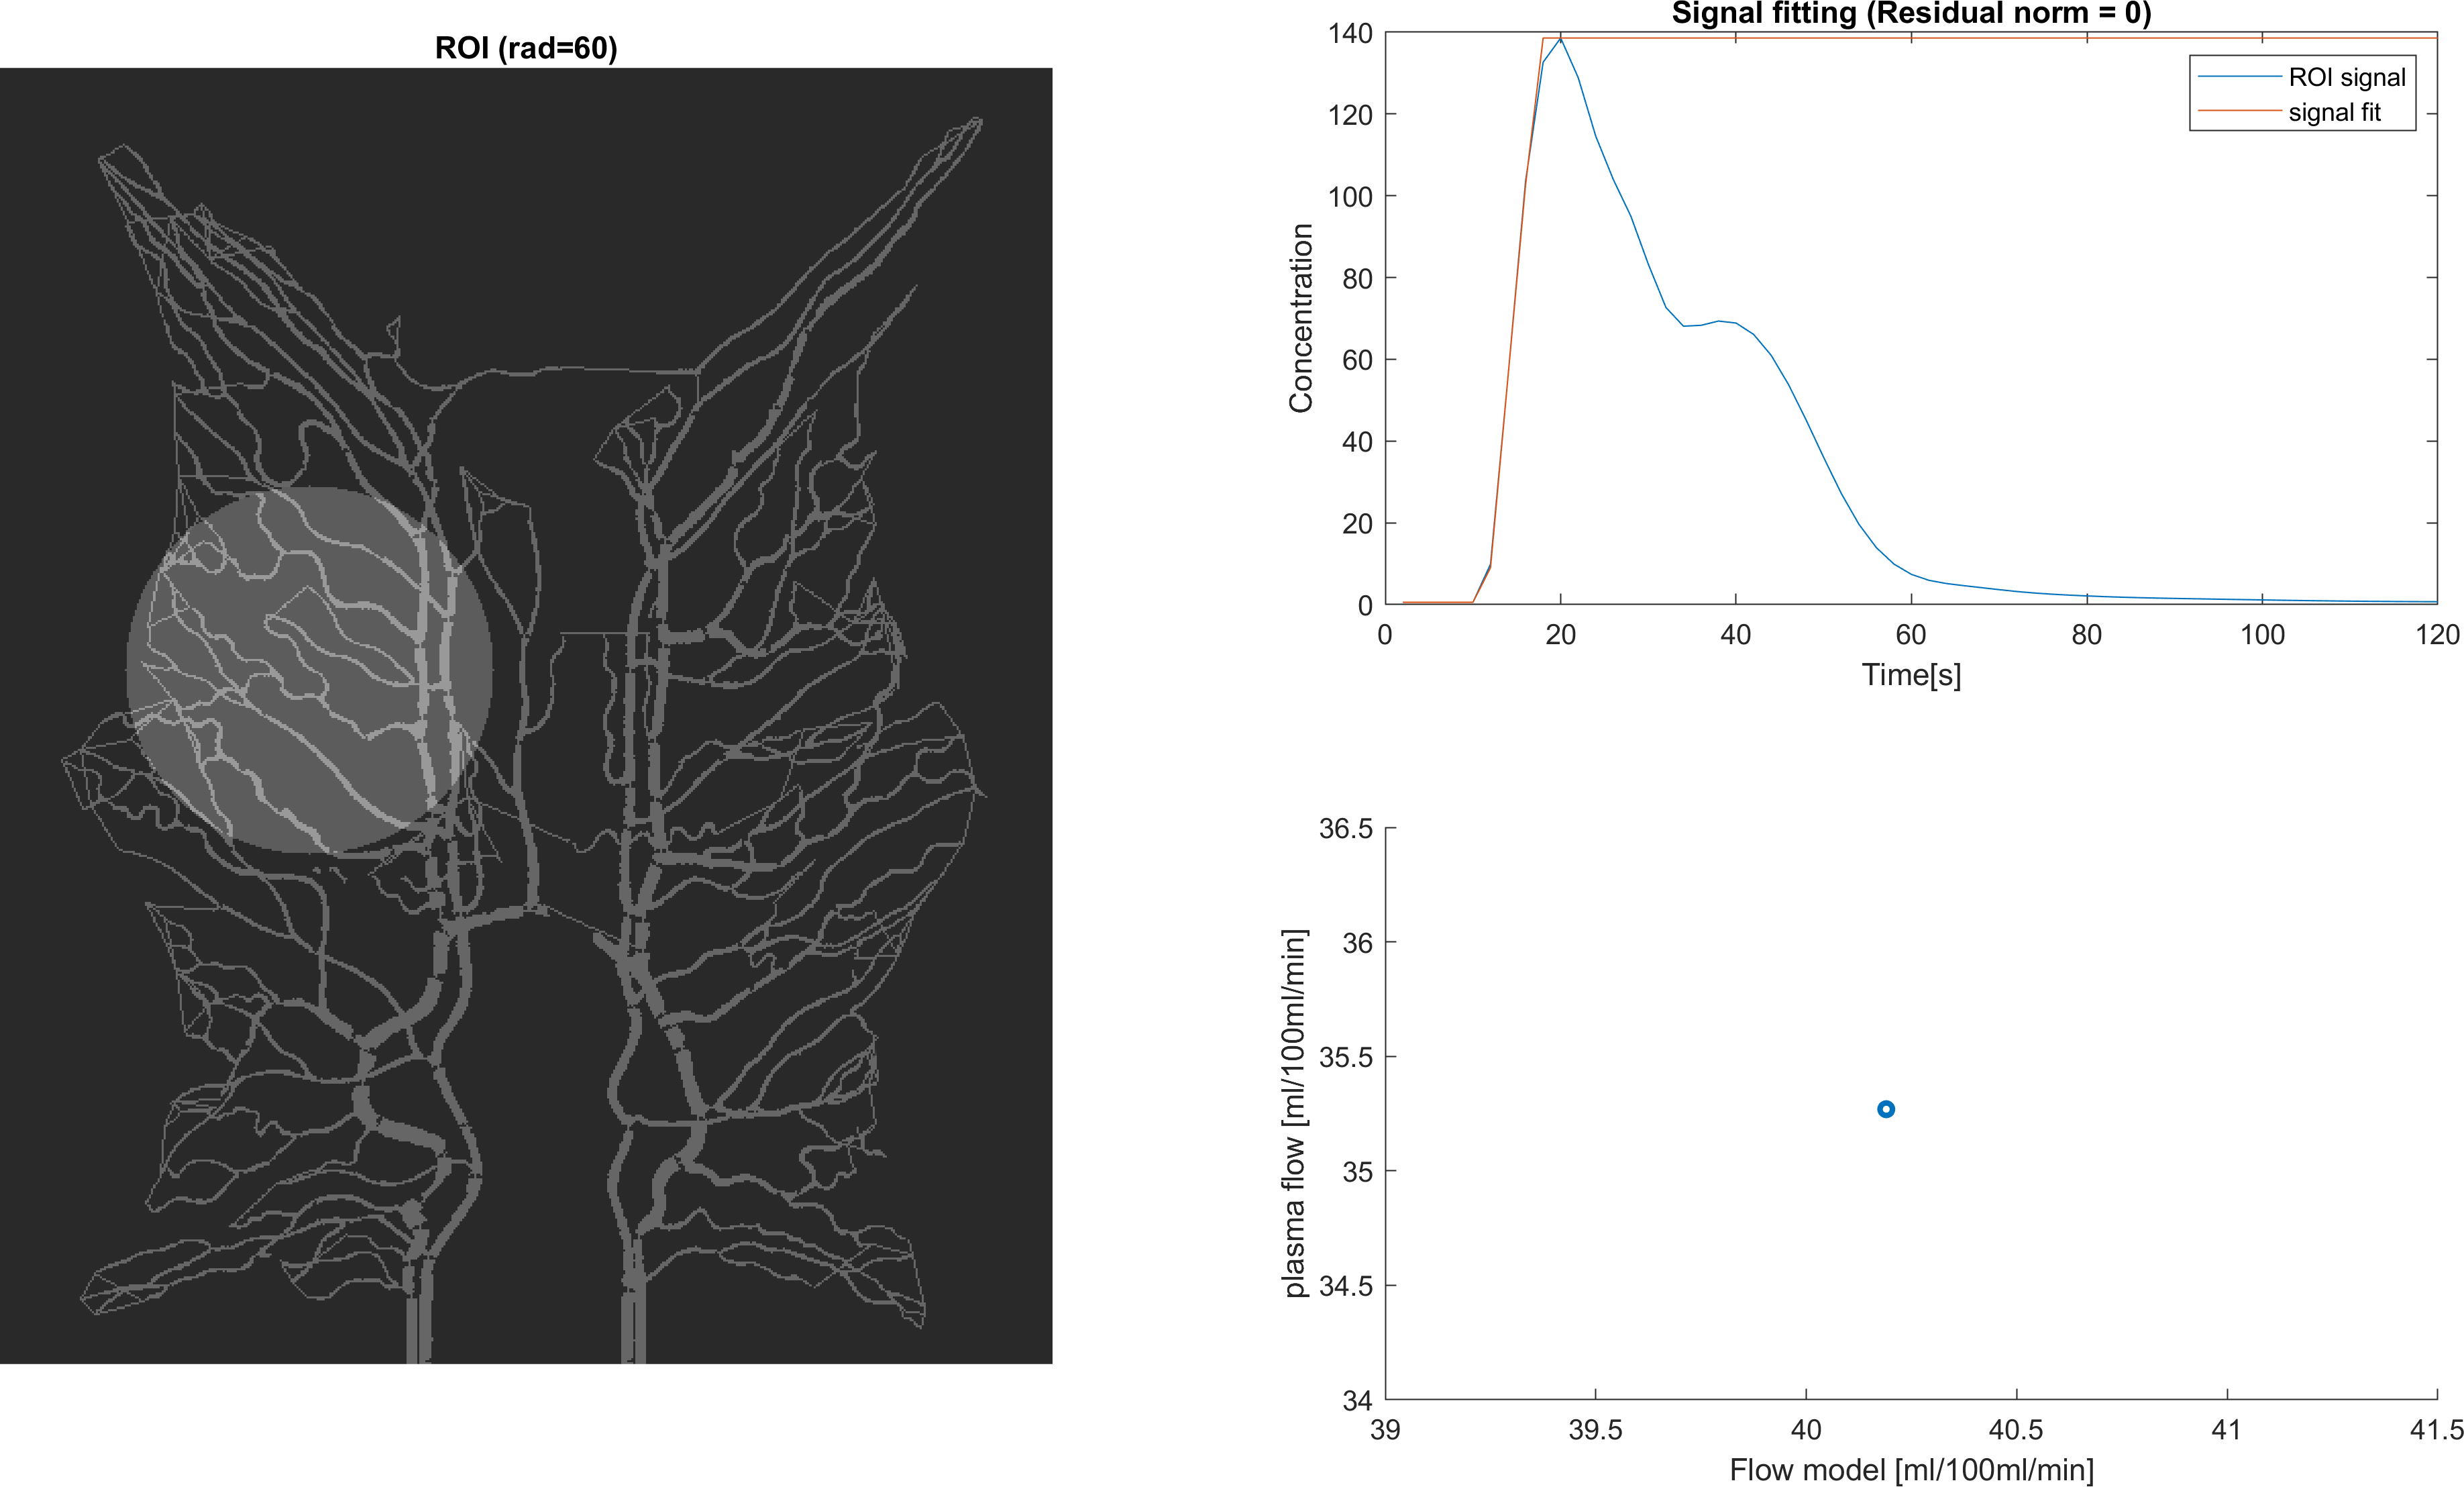 ROI (rad=60)
Signal fitting (Residual norm = 0)
140
120
100
80
60
40
20
0
Concentration
ROI signal
signal fit
0 20 40 60 80 100 120
Time[s]
36.5
36
35.5
35
34.5
34
plasma flow [ml/100ml/min]
39 39.5 40 40.5 41 41.5
Flow model [ml/100ml/min]